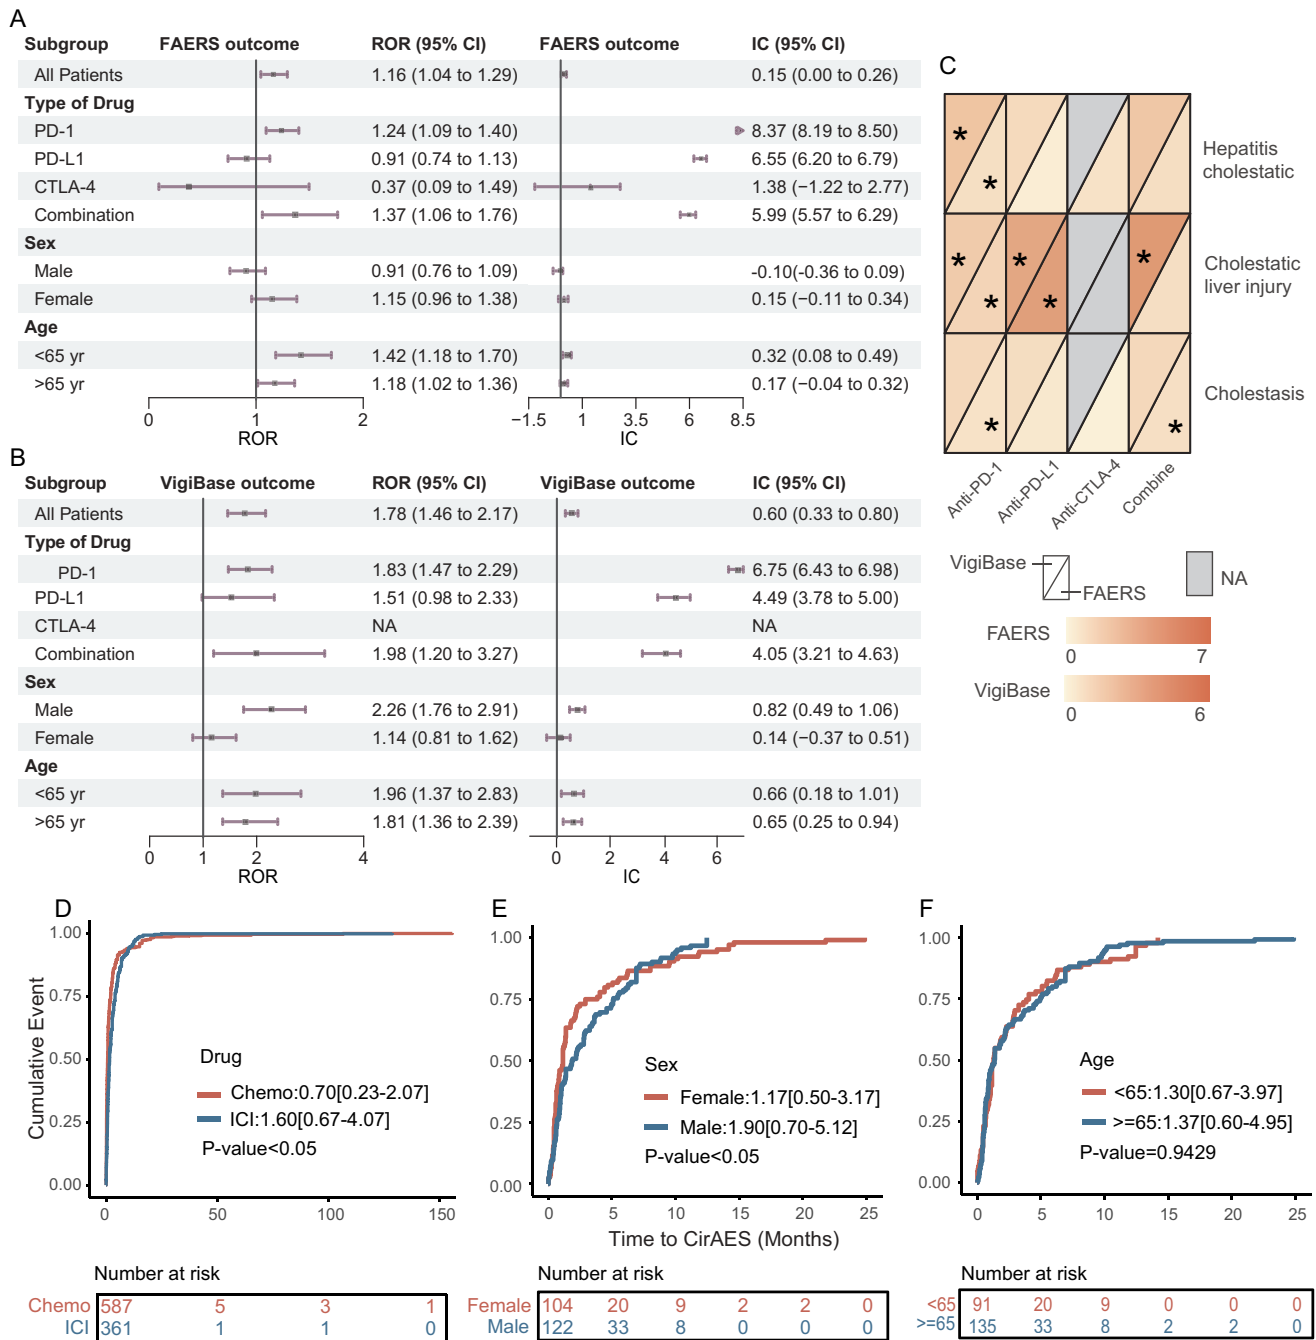 A
Subgroup FAERS outcome ROR (95% CI) FAERS outcome IC (95% CI)
All Patients 1.16 (1.04 to 1.29) 0.15 (0.00 to 0.26)
Type of Drug
PD-1 1.24 (1.09 to 1.40) 8.37 (8.19 to 8.50)
PD-L1 0.91 (0.74 to 1.13) 6.55 (6.20 to 6.79)
CTLA-4 0.37 (0.09 to 1.49) 1.38 (−1.22 to 2.77)
Combination 1.37 (1.06 to 1.76) 5.99 (5.57 to 6.29)
Sex
Male 0.91 (0.76 to 1.09) -0.10(-0.36 to 0.09)
Female 1.15 (0.96 to 1.38) 0.15 (−0.11 to 0.34)
Age
<65 yr 1.42 (1.18 to 1.70) 0.32 (0.08 to 0.49)
>65 yr 1.18 (1.02 to 1.36) 0.17 (−0.04 to 0.32)
0 1 2 −1.5 1 3.5 6 8.5
ROR IC
B
Subgroup VigiBase outcome ROR (95% CI) VigiBase outcome IC (95% CI)
All Patients 1.78 (1.46 to 2.17) 0.60 (0.33 to 0.80)
Type of Drug
PD-1 1.83 (1.47 to 2.29) 6.75 (6.43 to 6.98)
PD-L1 1.51 (0.98 to 2.33) 4.49 (3.78 to 5.00)
CTLA-4 NA NA
Combination 1.98 (1.20 to 3.27) 4.05 (3.21 to 4.63)
Sex
Male 2.26 (1.76 to 2.91) 0.82 (0.49 to 1.06)
Female 1.14 (0.81 to 1.62) 0.14 (−0.37 to 0.51)
Age
<65 yr 1.96 (1.37 to 2.83) 0.66 (0.18 to 1.01)
>65 yr 1.81 (1.36 to 2.39) 0.65 (0.25 to 0.94)
0 1 2 4 0 2 4 6
ROR IC
C
* *
Hepatitis
cholestatic
* * * * *
Cholestatic
liver injury
* *
Cholestasis
Anti-PD-1 Anti-PD-L1 Anti-CTLA-4 Combine
VigiBase
FAERS
NA
FAERS
0 7
VigiBase
0 6
D
Cumulative Event
1.00
0.75
0.50
0.25
0.00
Drug
Chemo:0.70[0.23-2.07]
ICI:1.60[0.67-4.07]
P-value<0.05
0 50 100 150
Number at risk
Chemo 587 5 3 1
ICI 361 1 1 0
E
1.00
0.75
0.50
0.25
0.00
Sex
Female:1.17[0.50-3.17]
Male:1.90[0.70-5.12]
P-value<0.05
0 5 10 15 20 25
Time to CirAES (Months)
Number at risk
Female 104 20 9 2 2 0
Male 122 33 8 0 0 0
F
1.00
0.75
0.50
0.25
0.00
Age
<65:1.30[0.67-3.97]
>=65:1.37[0.60-4.95]
P-value=0.9429
0 5 10 15 20 25
Number at risk
<65 91 20 9 0 0 0
>=65 135 33 8 2 2 0